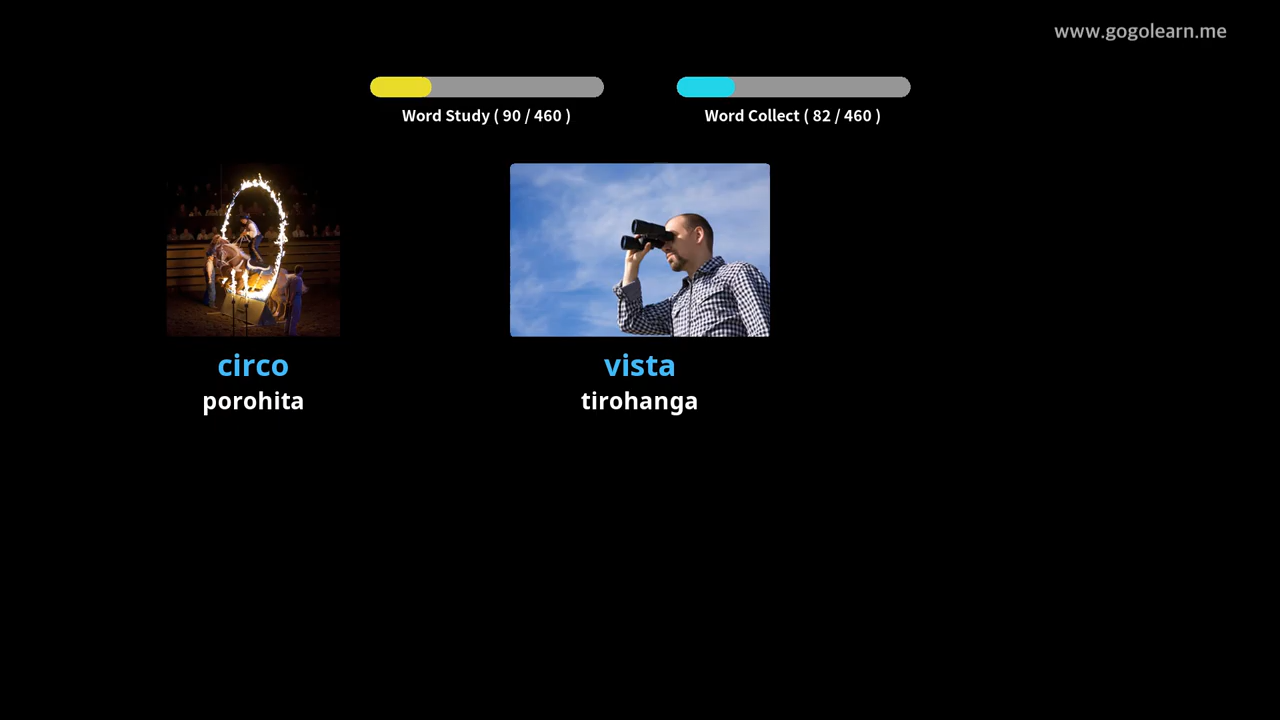 www.gogolearn.me
Word Study ( 90 / 460 )
Word Collect ( 82 / 460 )
circo
porohita
vista
tirohanga